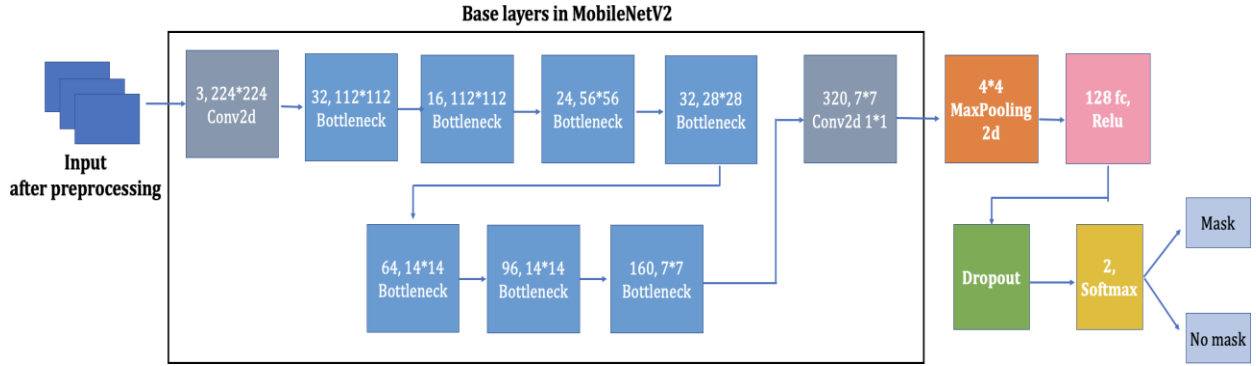 Base layers in MobileNetV2
Input
after preprocessing
3, 224*224
Conv2d
32, 112*112
Bottleneck
16, 112*112
Bottleneck
24, 56*56
Bottleneck
32, 28*28
Bottleneck
64, 14*14
Bottleneck
96, 14*14
Bottleneck
160, 7*7
Bottleneck
320, 7*7
Conv2d 1*1
4*4
MaxPooling
2d
128 fc,
Relu
Dropout
2,
Softmax
Mask
No mask